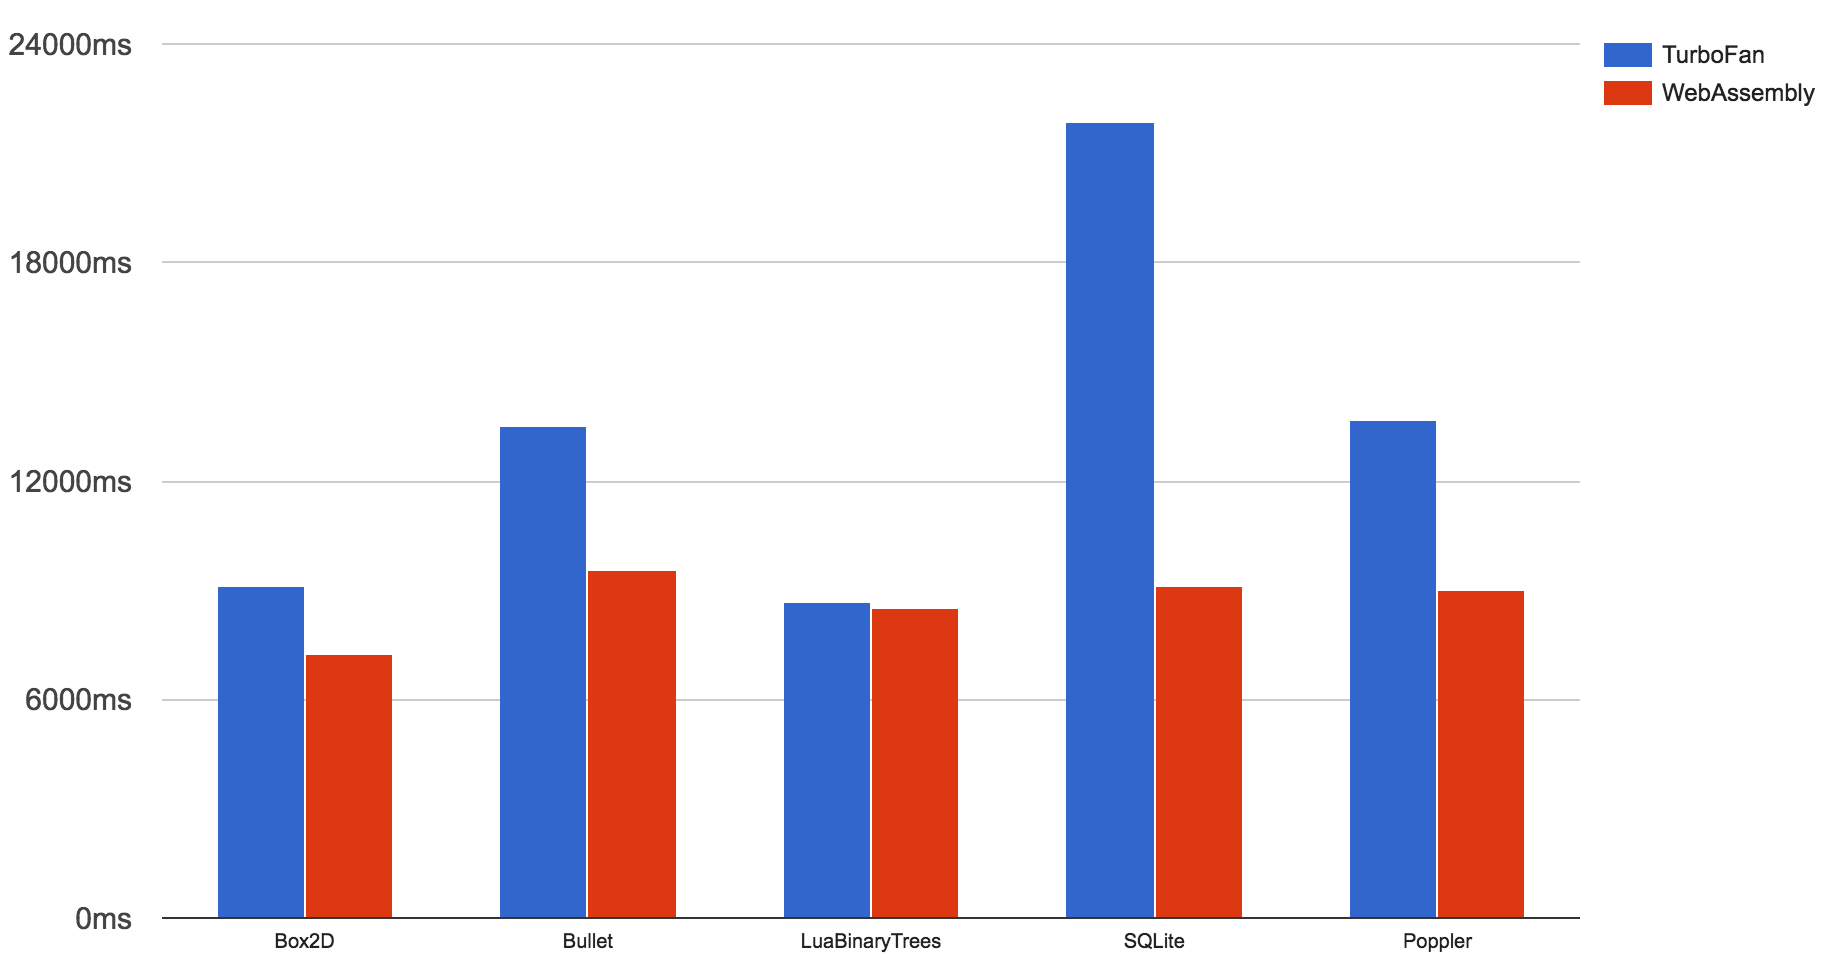 24000ms
18000ms
12000ms
6000ms
0ms
Box2D
Bullet
LuaBinaryTrees
SQLite
Poppler
TurboFan
WebAssembly